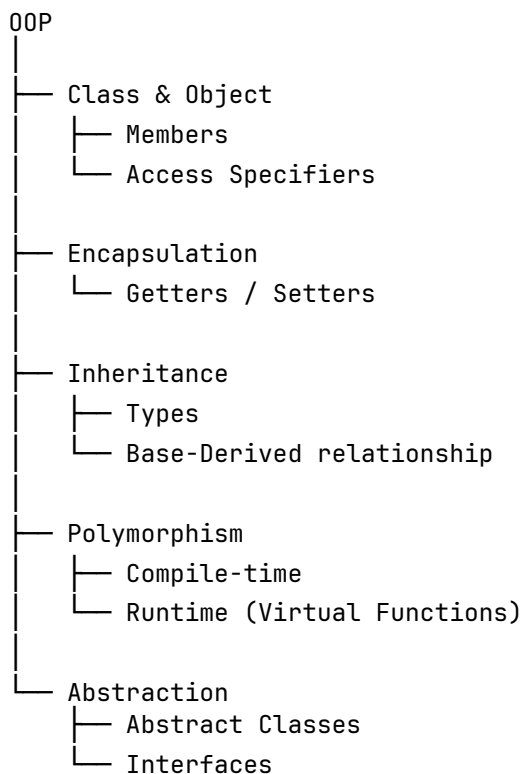 OOP
Class & Object
Members
Access Specifiers
Encapsulation
Getters / Setters
Inheritance
Types
Base-Derived relationship
Polymorphism
Compile-time
Runtime (Virtual Functions)
Abstraction
Abstract Classes
Interfaces